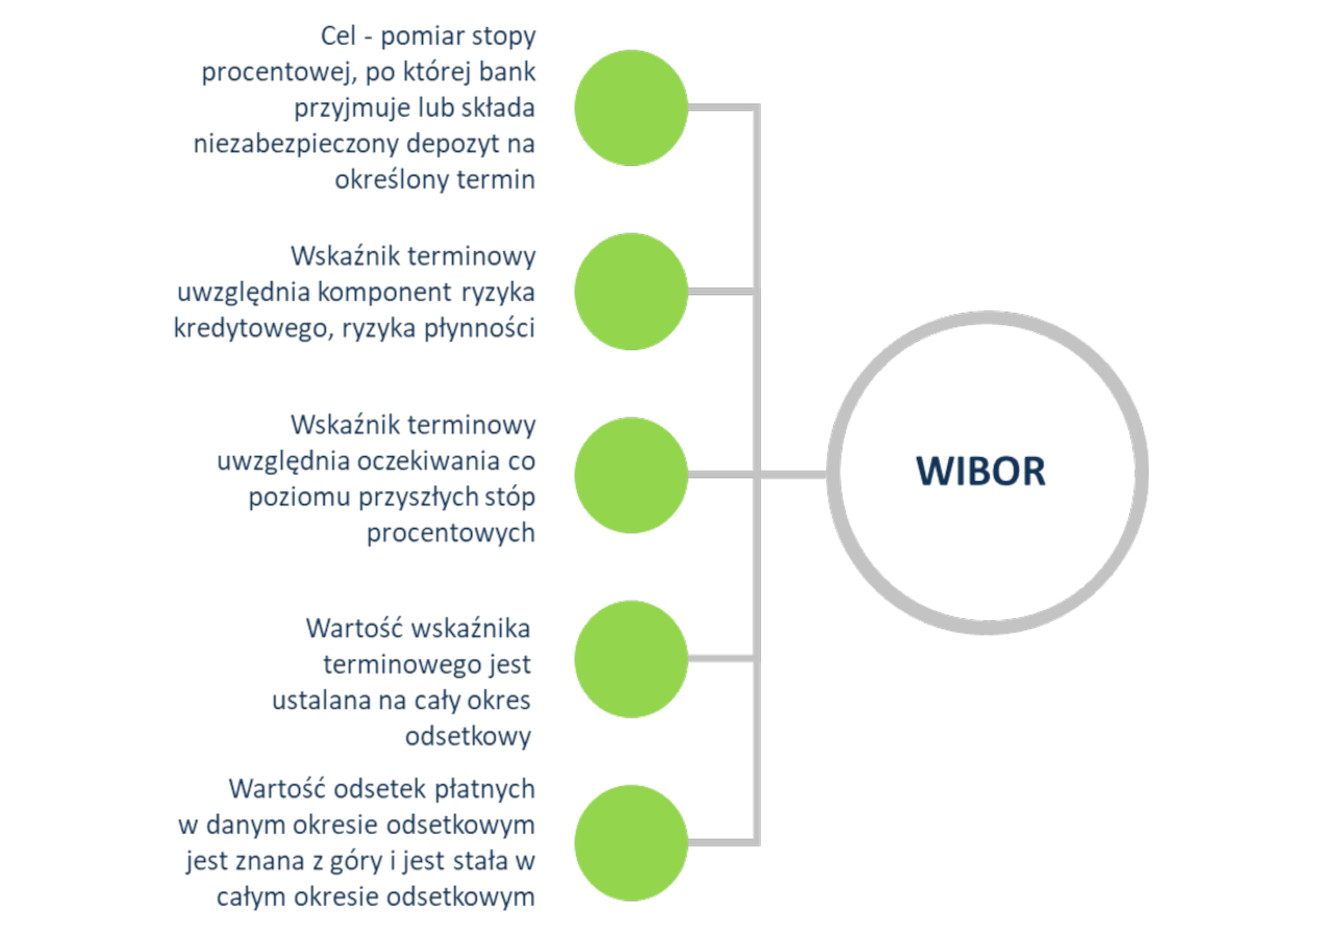 Cel - pomiar stopy
procentowej, po której bank
przyjmuje lub składa
niezabezpieczony depozyt na
określony termin
Wskaźnik terminowy
uwzględnia komponent ryzyka
kredytowego, ryzyka płynności
Wskaźnik terminowy
uwzględnia oczekiwania co
poziomu przyszłych stóp
procentowych
Wartość wskaźnika
terminowego jest
ustalana na cały okres
odsetkowy
Wartość odsetek płatnych
w danym okresie odsetkowym
jest znana z góry i jest stała w
całym okresie odsetkowym
WIBOR